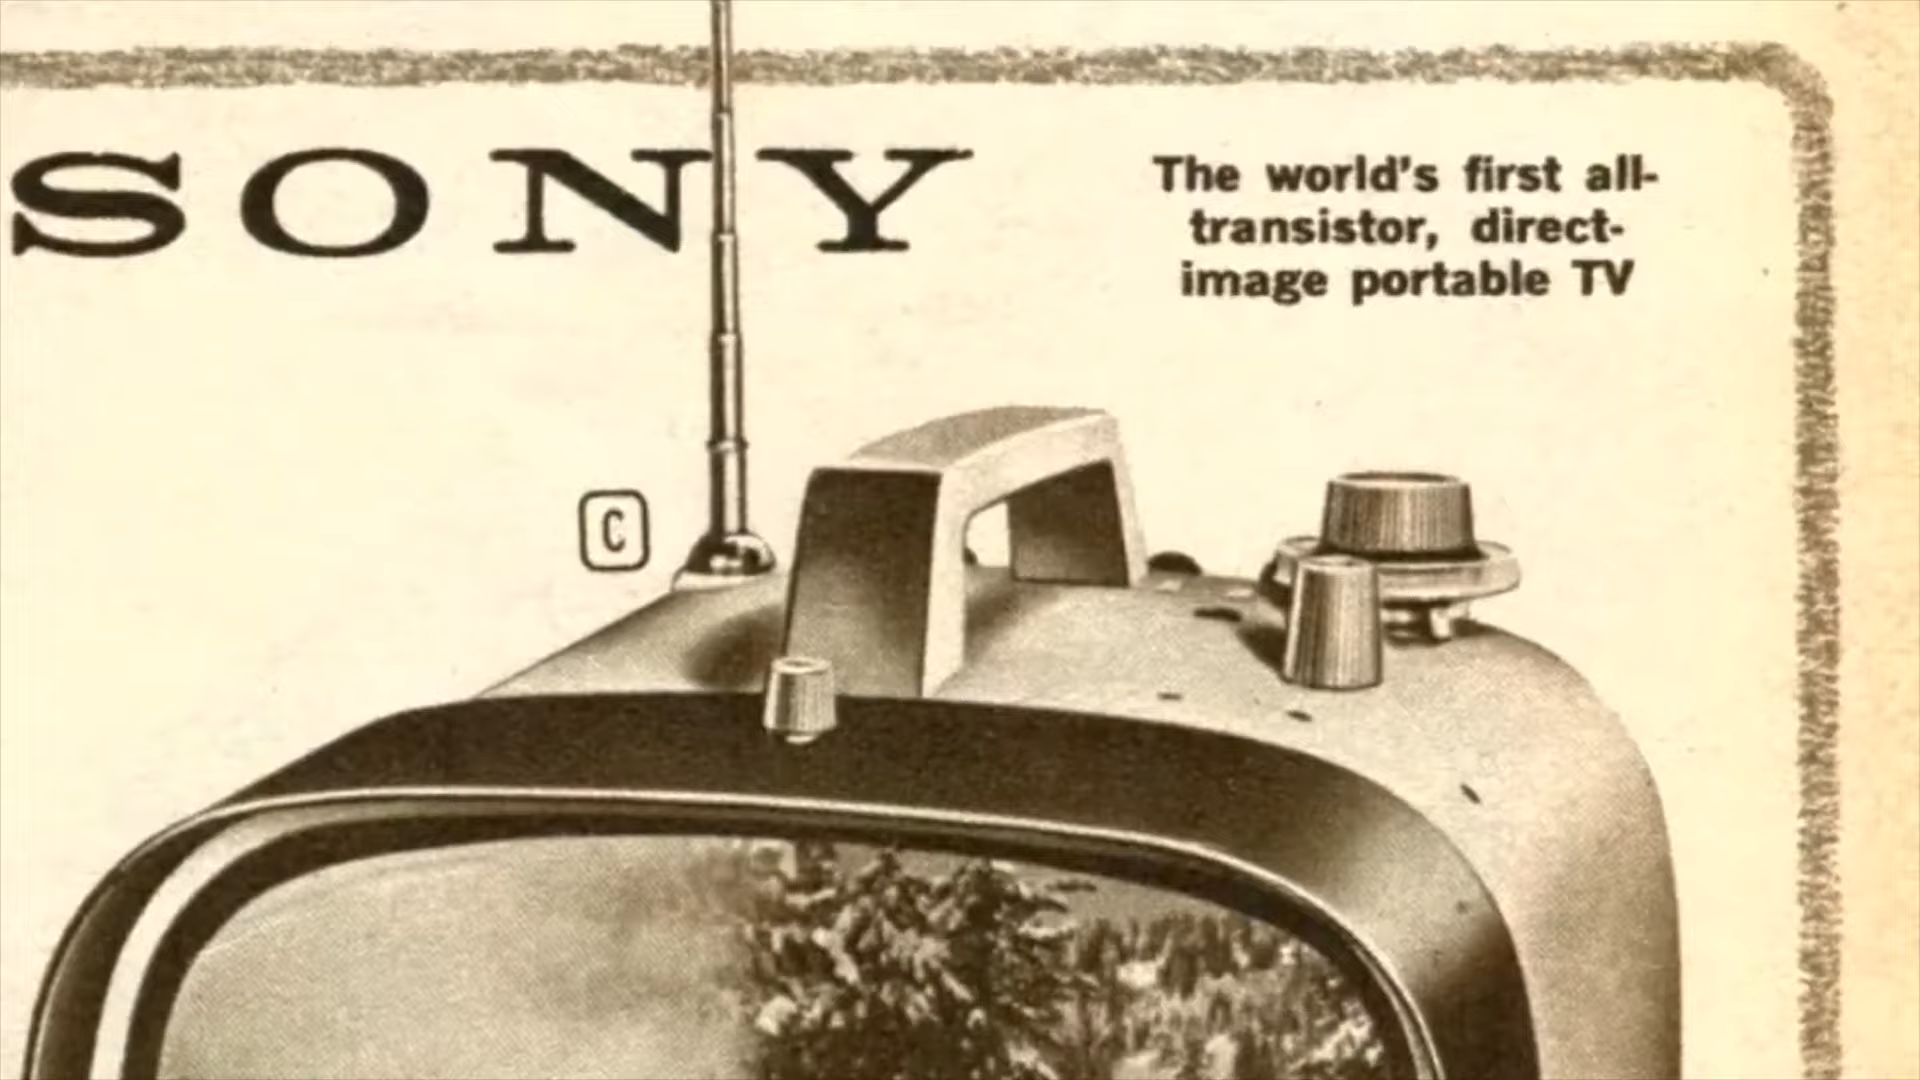 SONY
The world's first all-
transistor, direct-
image portable TV
C